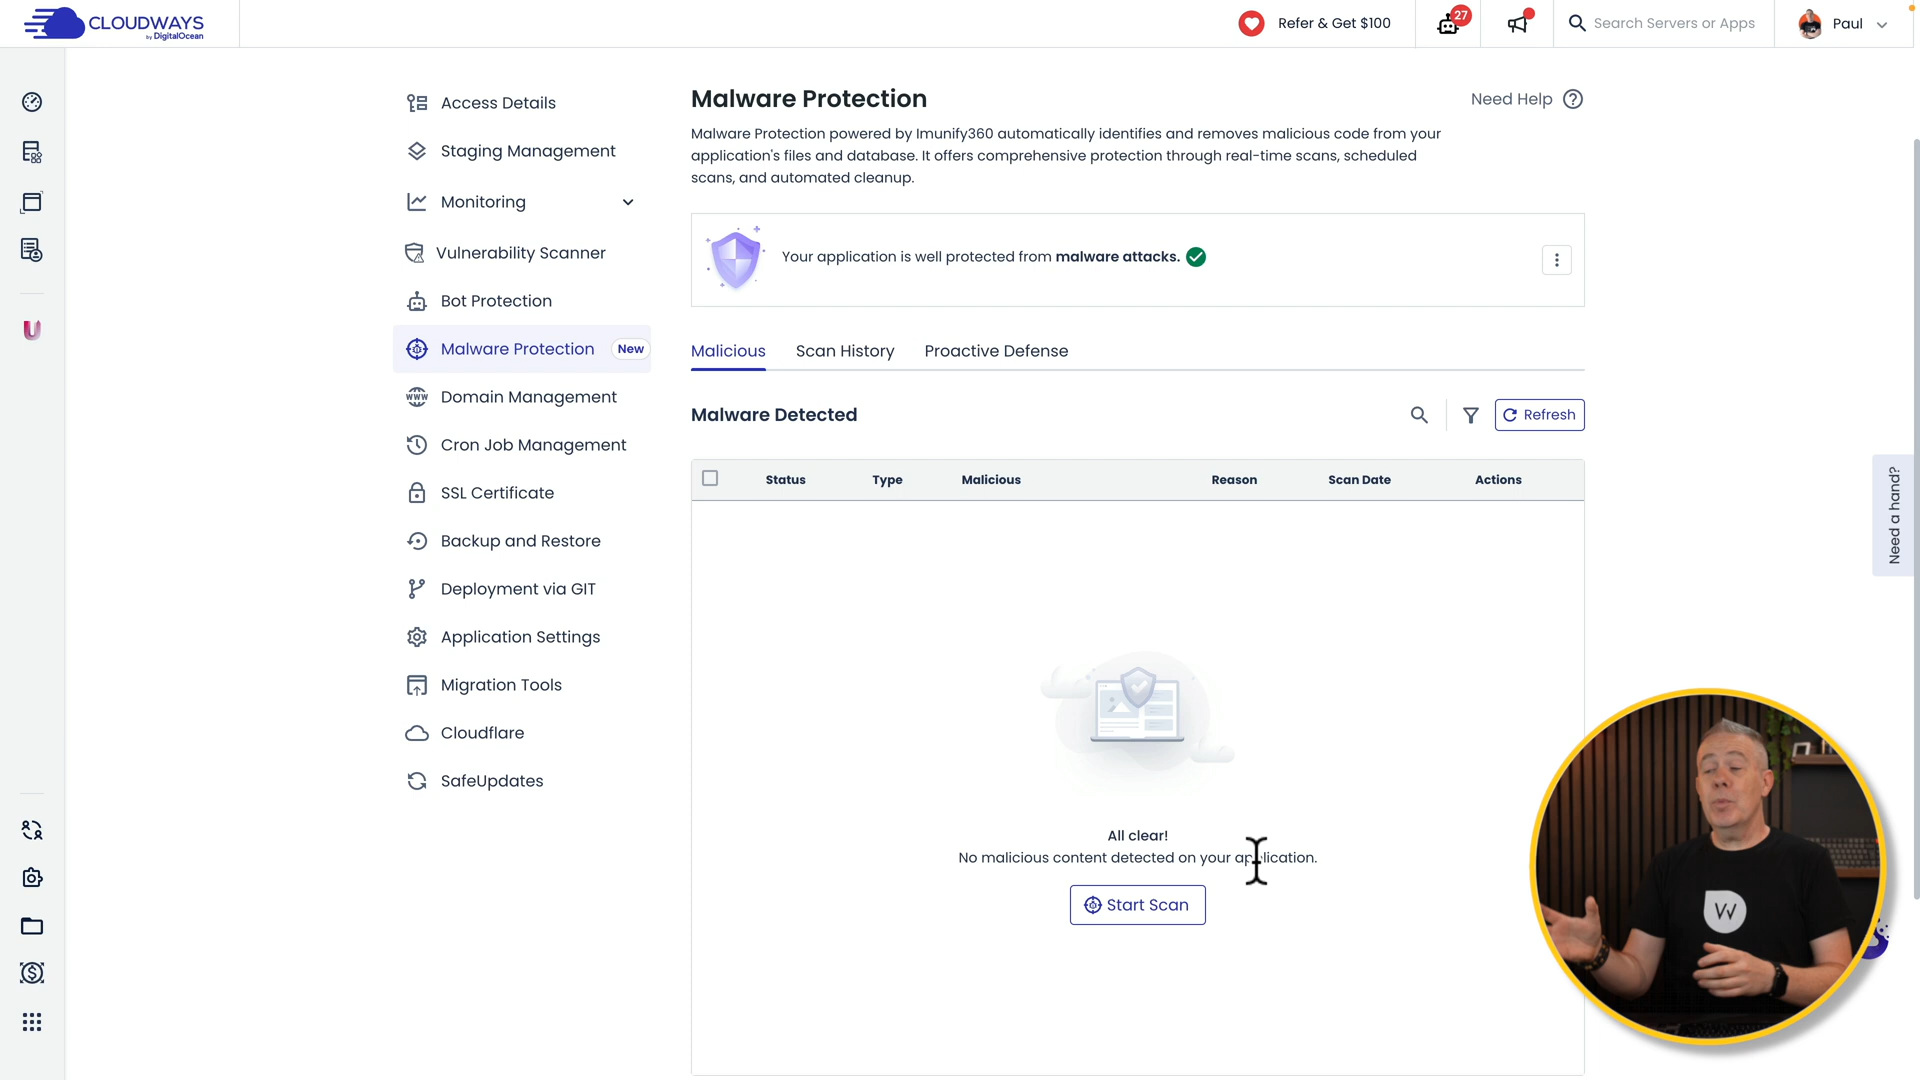 CLOUDWAYS
by DigitalOcean
Refer & Get $100
27
Search Servers or Apps
Paul
Access Details
Staging Management
Monitoring
Vulnerability Scanner
Bot Protection
Malware Protection New
Domain Management
www
Cron Job Management
SSL Certificate
Backup and Restore
Deployment via GIT
Application Settings
Migration Tools
Cloudflare
SafeUpdates
Malware Protection
Need Help
Malware Protection powered by Imunify360 automatically identifies and removes malicious code from your
application's files and database. It offers comprehensive protection through real-time scans, scheduled
scans, and automated cleanup.
Your application is well protected from malware attacks.
Malicious Scan History Proactive Defense
Malware Detected
Refresh
Status Type Malicious Reason Scan Date Actions
All clear!
No malicious content detected on your application.
Start Scan
Need a hand?
W